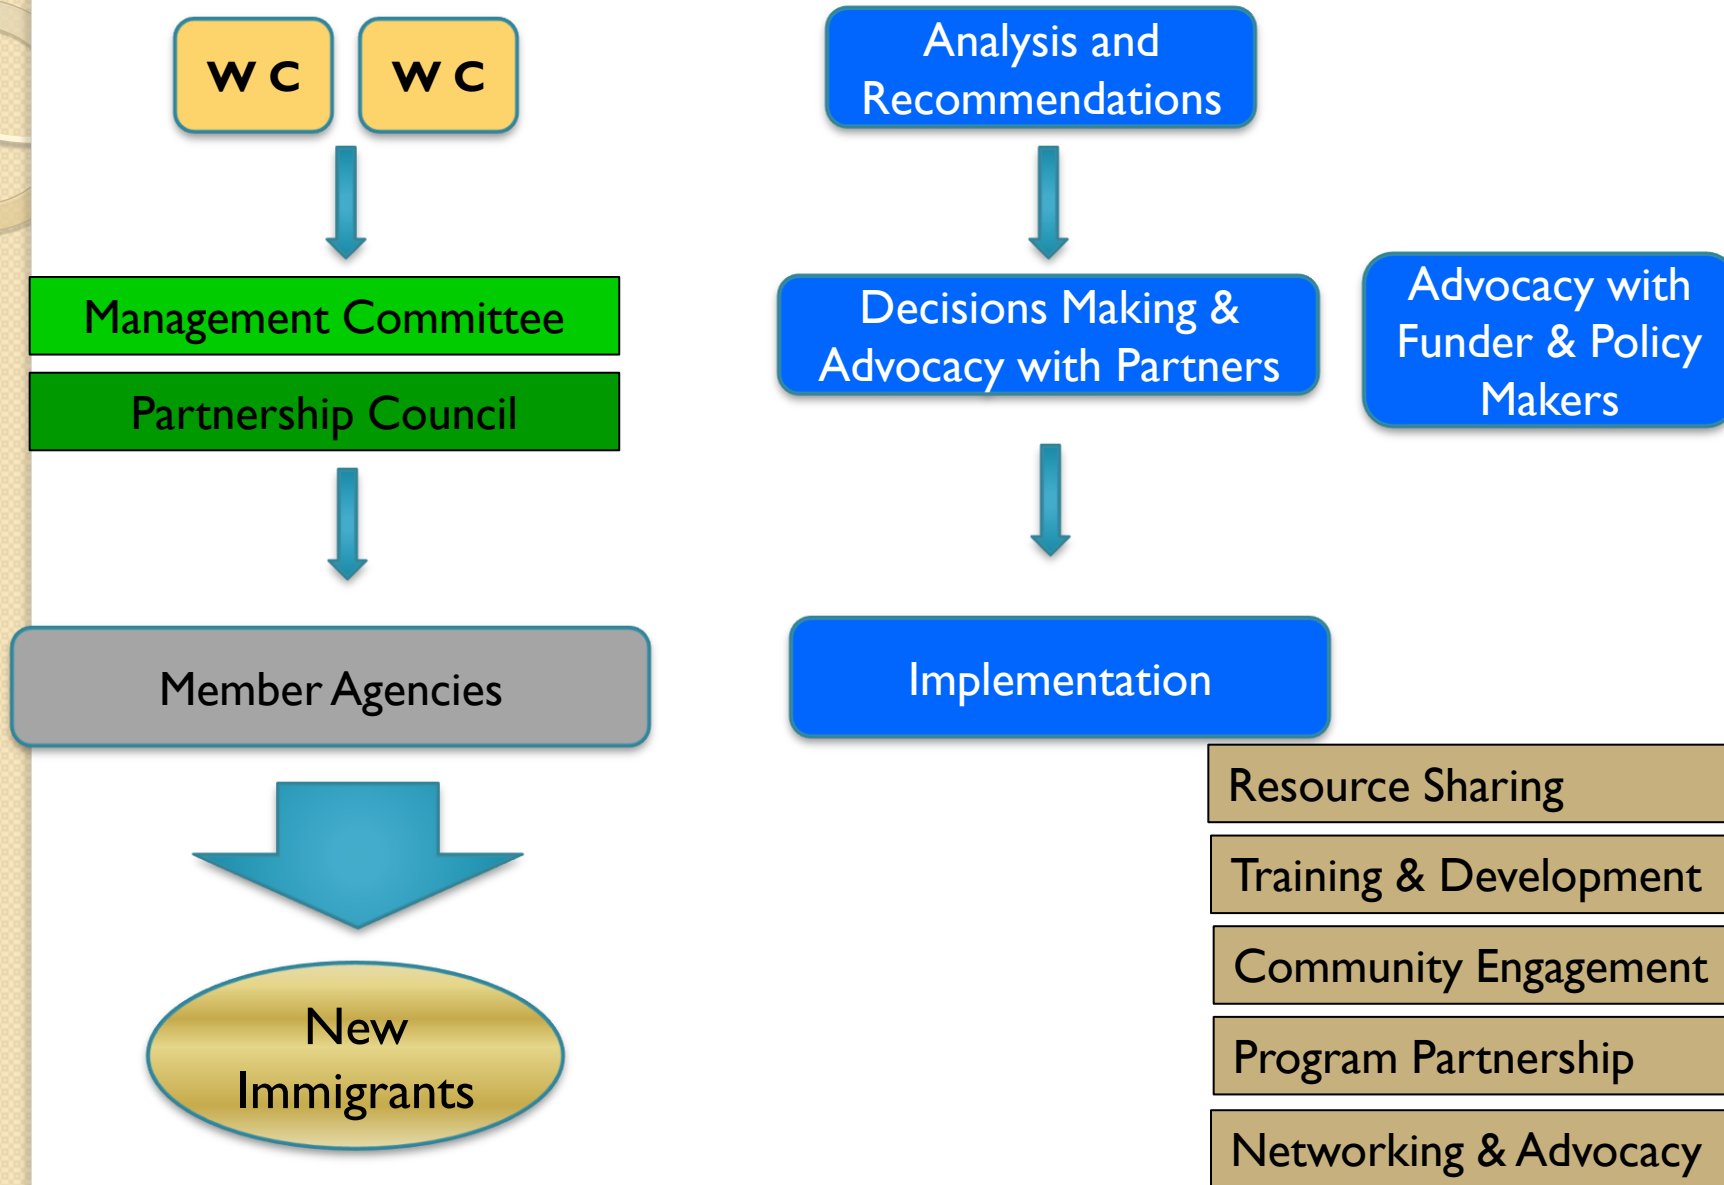 W C
W C
Analysis and
Recommendations
Management Committee
Partnership Council
Decisions Making &
Advocacy with Partners
Advocacy with
Funder & Policy
Makers
Member Agencies
Implementation
Resource Sharing
Training & Development
Community Engagement
Program Partnership
Networking & Advocacy
New
Immigrants